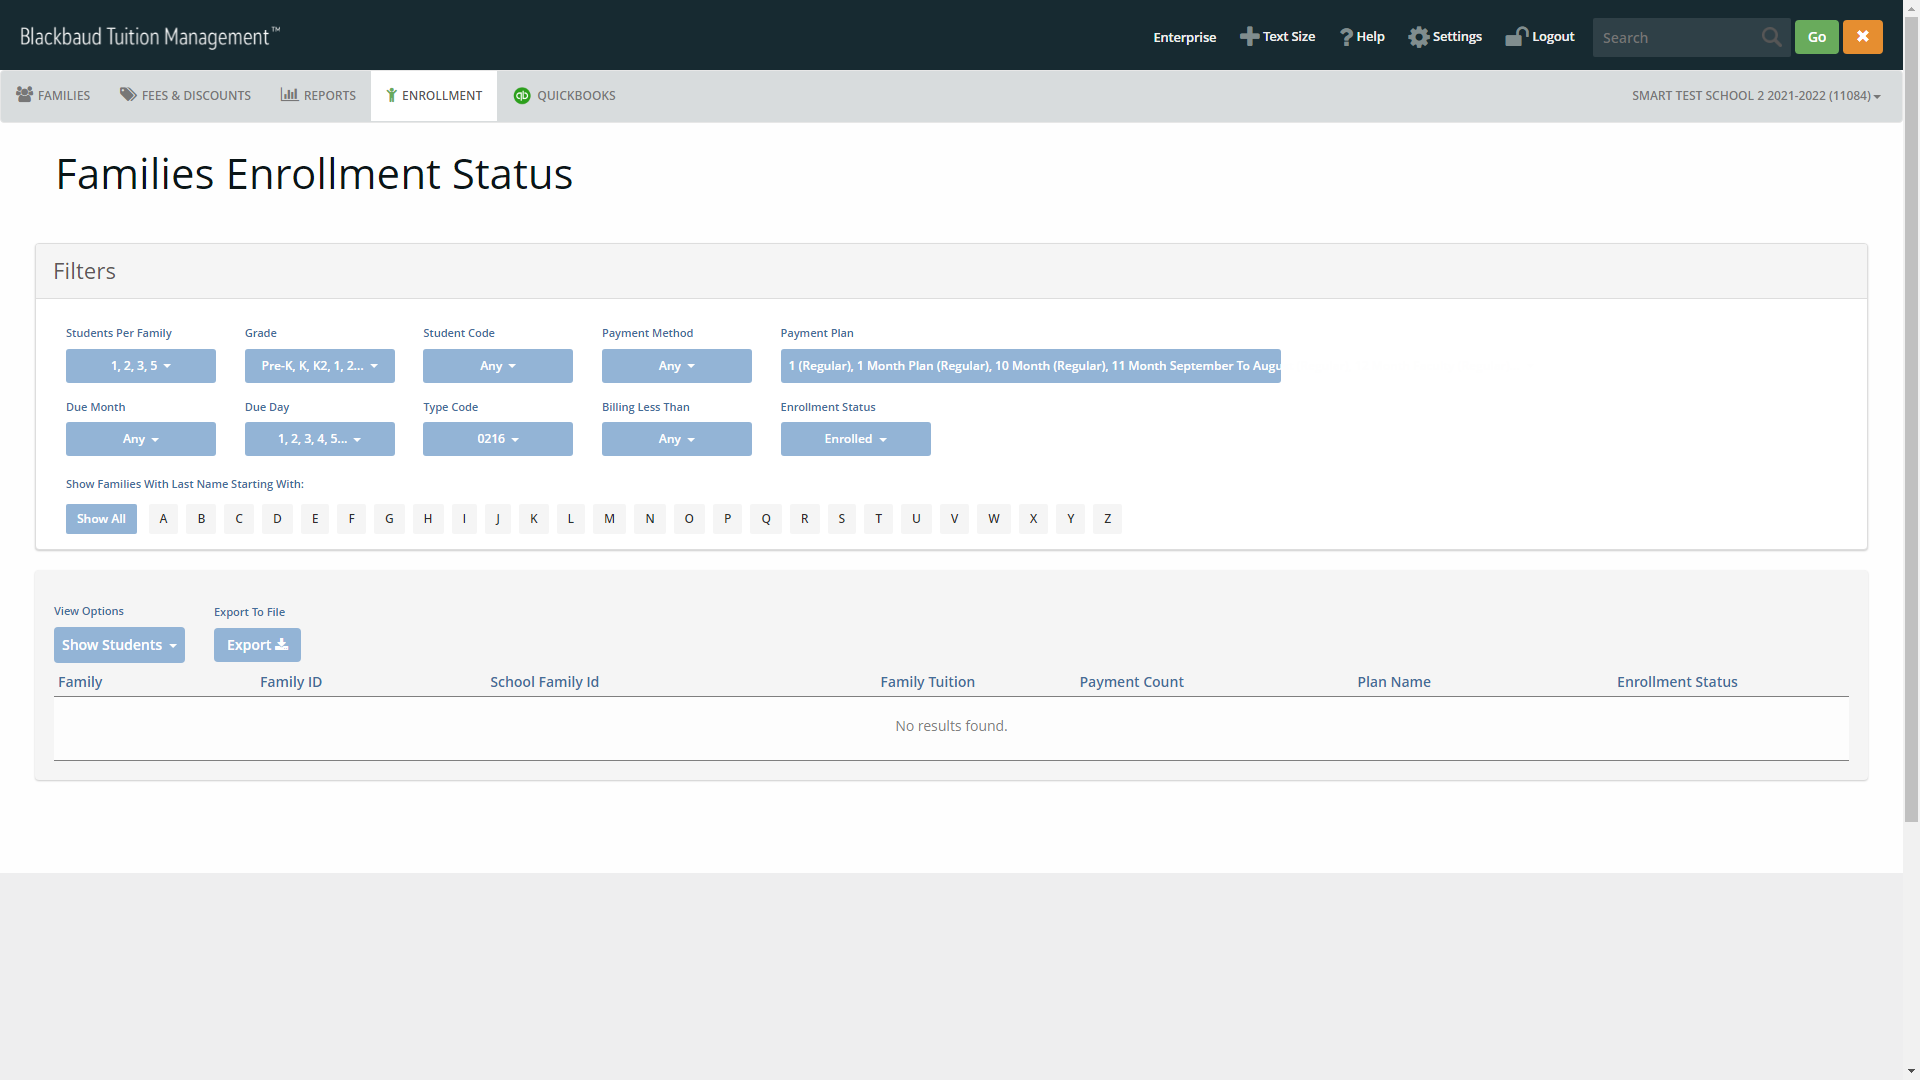 Blackbaud Tuition Management™
Enterprise Text Size Help Settings Logout Search Go
FAMILIES FEES & DISCOUNTS REPORTS ENROLLMENT qb QUICKBOOKS SMART TEST SCHOOL 2 2021-2022 (11084)
Families Enrollment Status
Filters
Students Per Family Grade Student Code Payment Method Payment Plan
1, 2, 3, 5 Pre-K, K, K2, 1, 2... Any Any 1 (Regular), 1 Month Plan (Regular), 10 Month (Regular), 11 Month September To Augu
Due Month Due Day Type Code Billing Less Than Enrollment Status
Any 1, 2, 3, 4, 5... 0216 Any Enrolled
Show Families With Last Name Starting With:
Show All A B C D E F G H I J K L M N O P Q R S T U V W X Y Z
View Options Export To File
Show Students Export
Family Family ID School Family Id Family Tuition Payment Count Plan Name Enrollment Status
No results found.